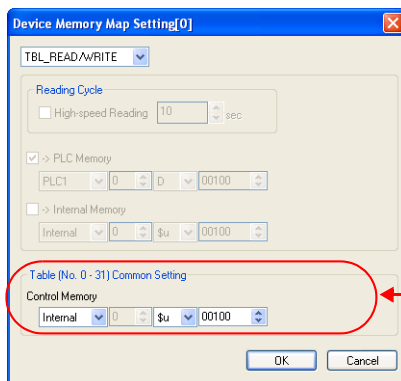 Device Memory Map Setting[0]
TBL_READ/WRITE
Reading Cycle
High-speed Reading 10 sec
-> PLC Memory
PLC1 0 D 00100
-> Internal Memory
Internal 0 $u 00100
Table (No. 0 - 31) Common Setting
Control Memory
Internal 0 $u 00100
OK Cancel